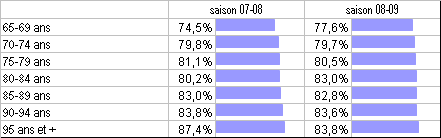 saison 07-08 saison 08-09
65-69 ans 74,5% 77,6%
70-74 ans 79,8% 79,7%
75-79 ans 81,1% 80,5%
80-84 ans 80,2% 83,0%
85-89 ans 83,0% 82,8%
90-94 ans 83,8% 83,6%
95 ans et + 87,4% 83,8%